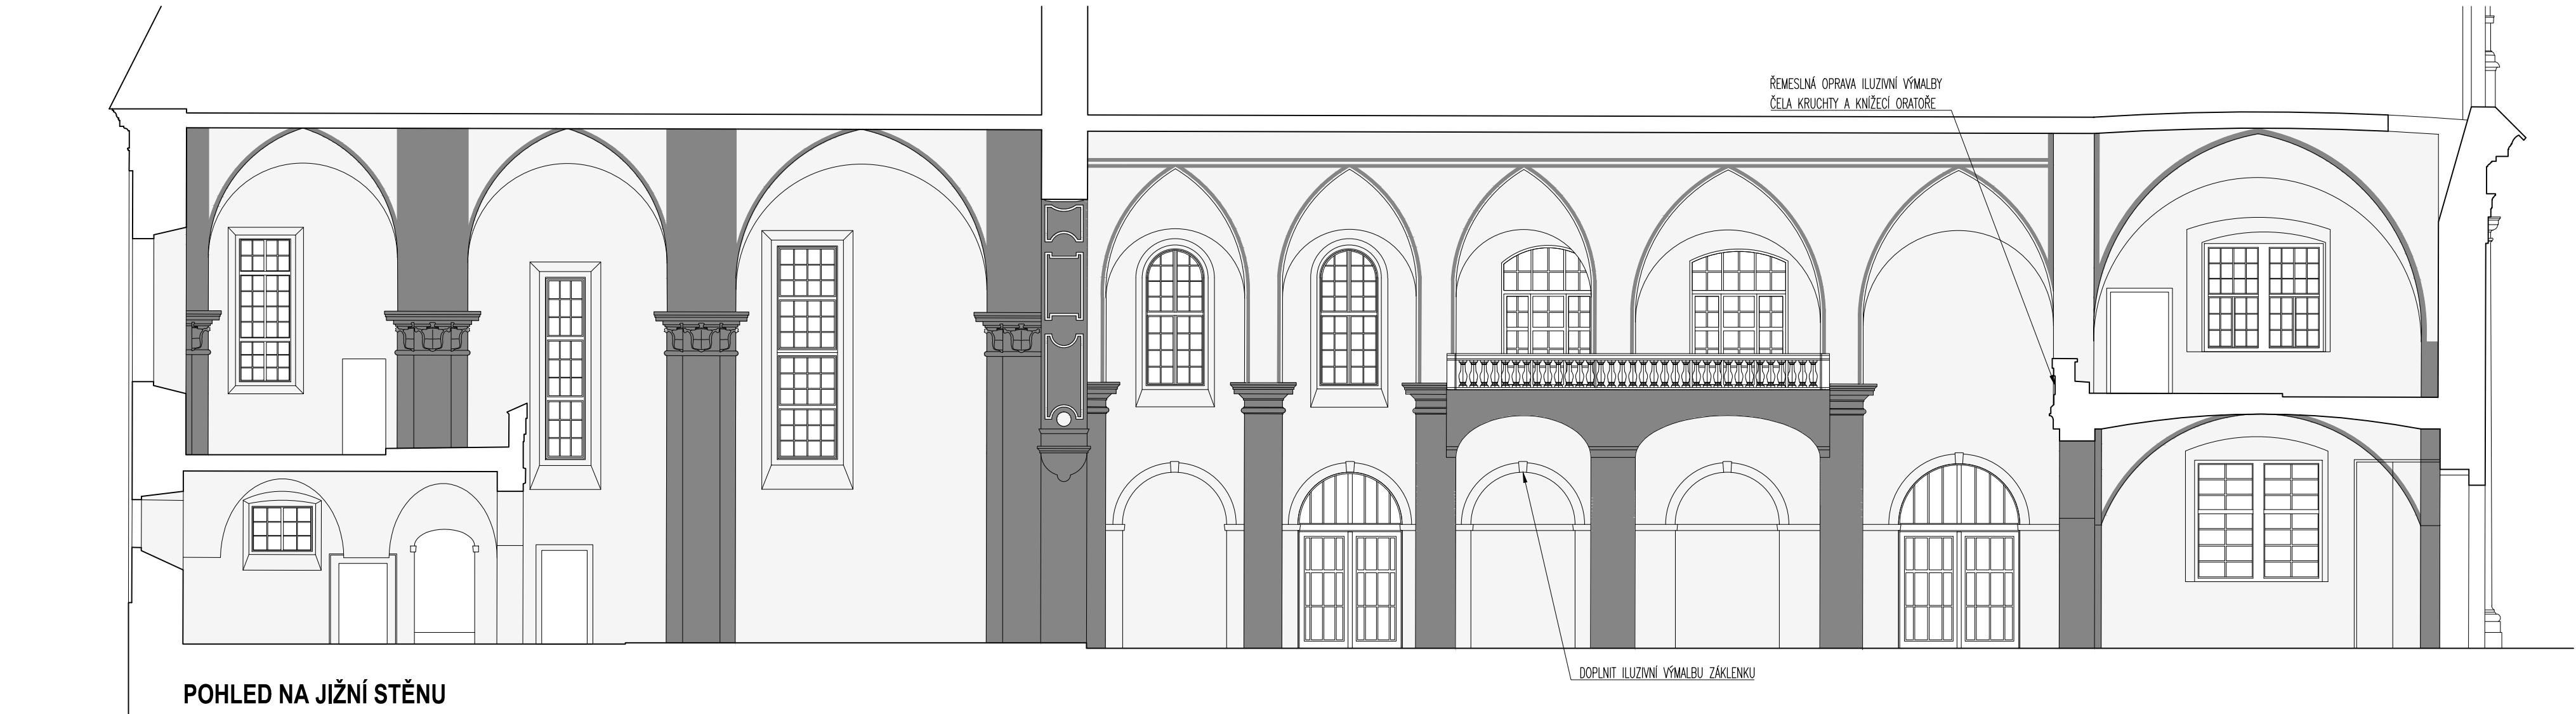 ŘEMESLNÁ OPRAVA ILUZIVNÍ VÝMALBY
ČELA KRUCHTY A KNÍŽECÍ ORATOŘE
DOPLNIT ILUZIVNÍ VÝMALBU ZÁKLENKU
POHLED NA JIŽNÍ STĚNU